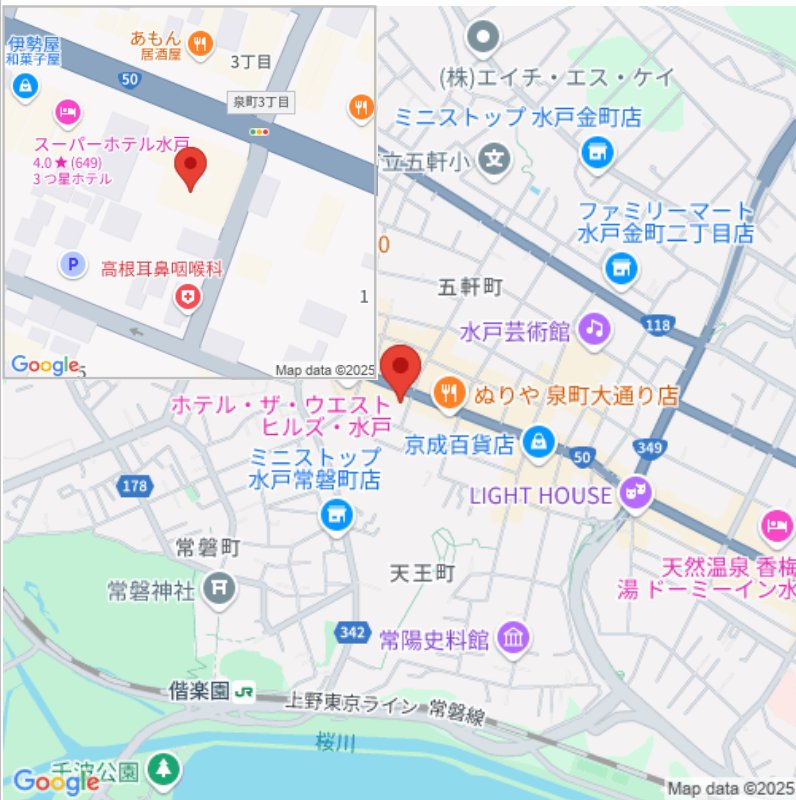 伊勢屋
和菓子屋
あもん
居酒屋
3丁目
50
泉町3丁目
スーパーホテル水戸
4.0★(649)
3 つ星ホテル
P
高根耳鼻咽喉科
1
Google
5
Map data ©2025
(株)エイチ・エス・ケイ
ミニストップ 水戸金町店
立五軒小
文
ファミリーマート
水戸金町二丁目店
0
五軒町
118
水戸芸術館
ぬりや 泉町大通り店
ホテル・ザ・ウエスト
ヒルズ・水戸
京成百貨店
50
349
ミニストップ
水戸常磐町店
178
LIGHT HOUSE
常磐町
天王町
天然温泉 香梅
湯 ドーミーイン水
常磐神社
342
常陽史料館
偕楽園
JR
上野東京ライン 常磐線
桜川
千波公園
Google
Map data ©2025